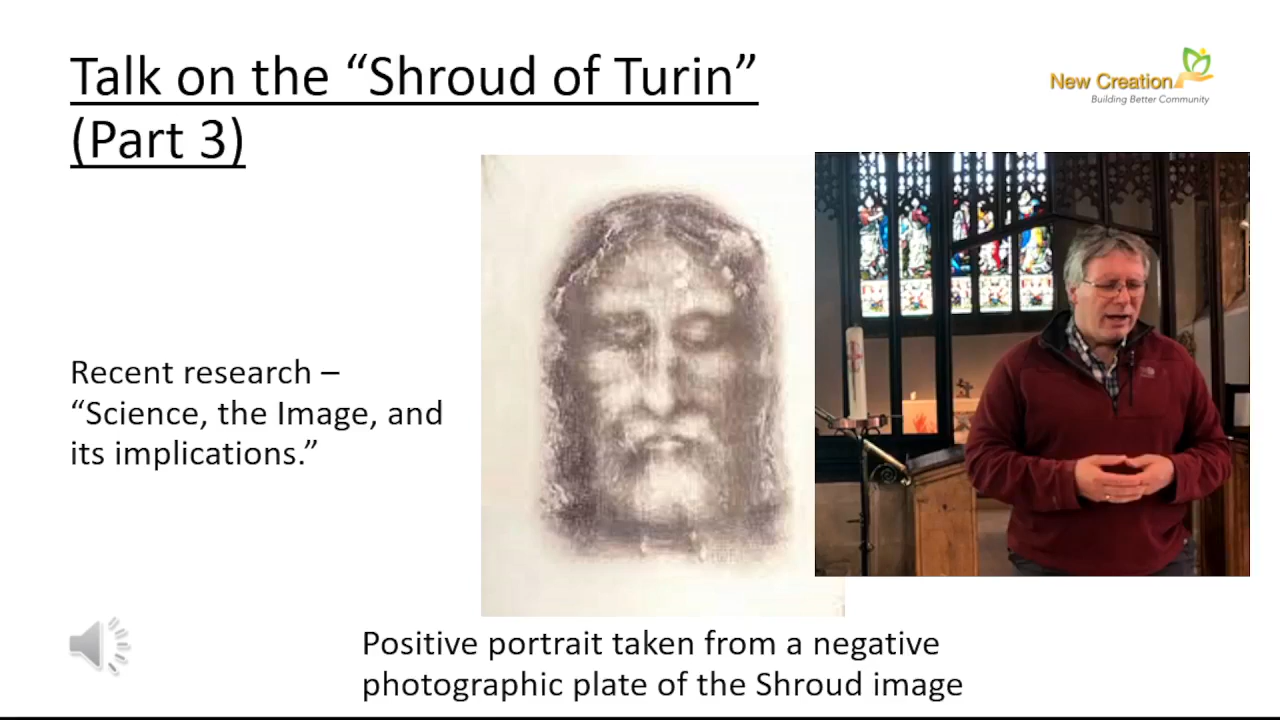 Talk on the “Shroud of Turin”
(Part 3)
New Creation
Building Better Community
Recent research –
“Science, the Image, and
its implications.”
Positive portrait taken from a negative
photographic plate of the Shroud image